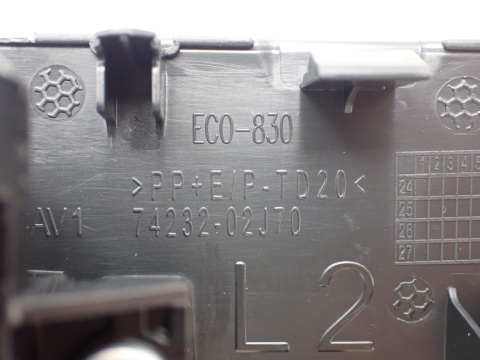 ECO-830
>PP+E/P-TD20<
AV1 74232-02J70
1 2 3 4 5
24
25
26
27
L2